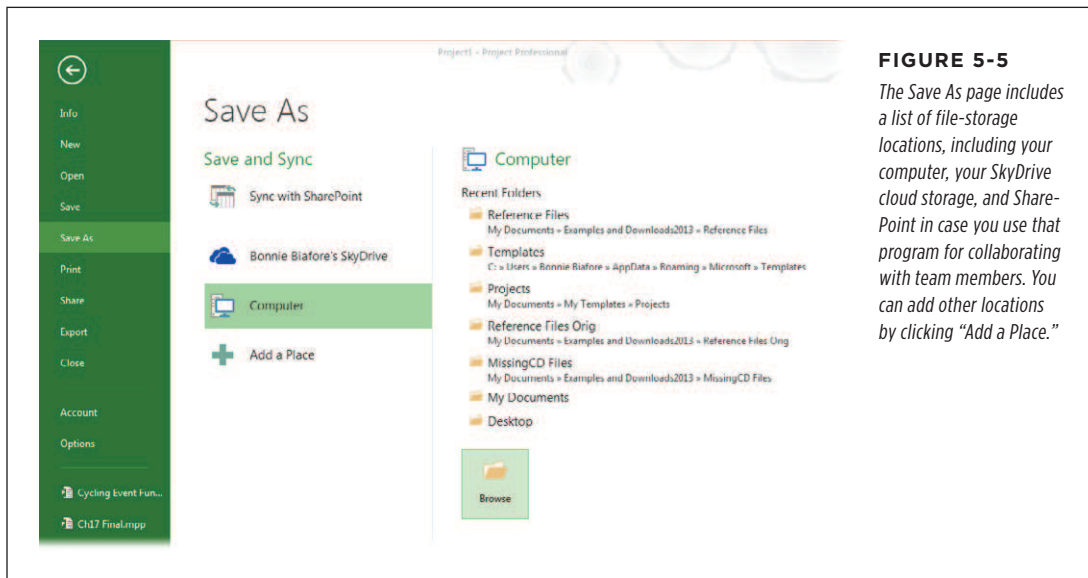 Project1 - Project Professional
Info
New
Open
Save
Save As
Print
Share
Export
Close
Account
Options
Cycling Event Fun...
Ch17 Final.mpp
Save As
Save and Sync
Sync with SharePoint
Bonnie Biafore's SkyDrive
Computer
Add a Place
Computer
Recent Folders
Reference Files
My Documents » Examples and Downloads2013 » Reference Files
Templates
C: » Users » Bonnie Biafore » AppData » Roaming » Microsoft » Templates
Projects
My Documents » My Templates » Projects
Reference Files Orig
My Documents » Examples and Downloads2013 » Reference Files Orig
MissingCD Files
My Documents » Examples and Downloads2013 » MissingCD Files
My Documents
Desktop
Browse
FIGURE 5-5
The Save As page includes
a list of file-storage
locations, including your
computer, your SkyDrive
cloud storage, and Share-
Point in case you use that
program for collaborating
with team members. You
can add other locations
by clicking “Add a Place.”